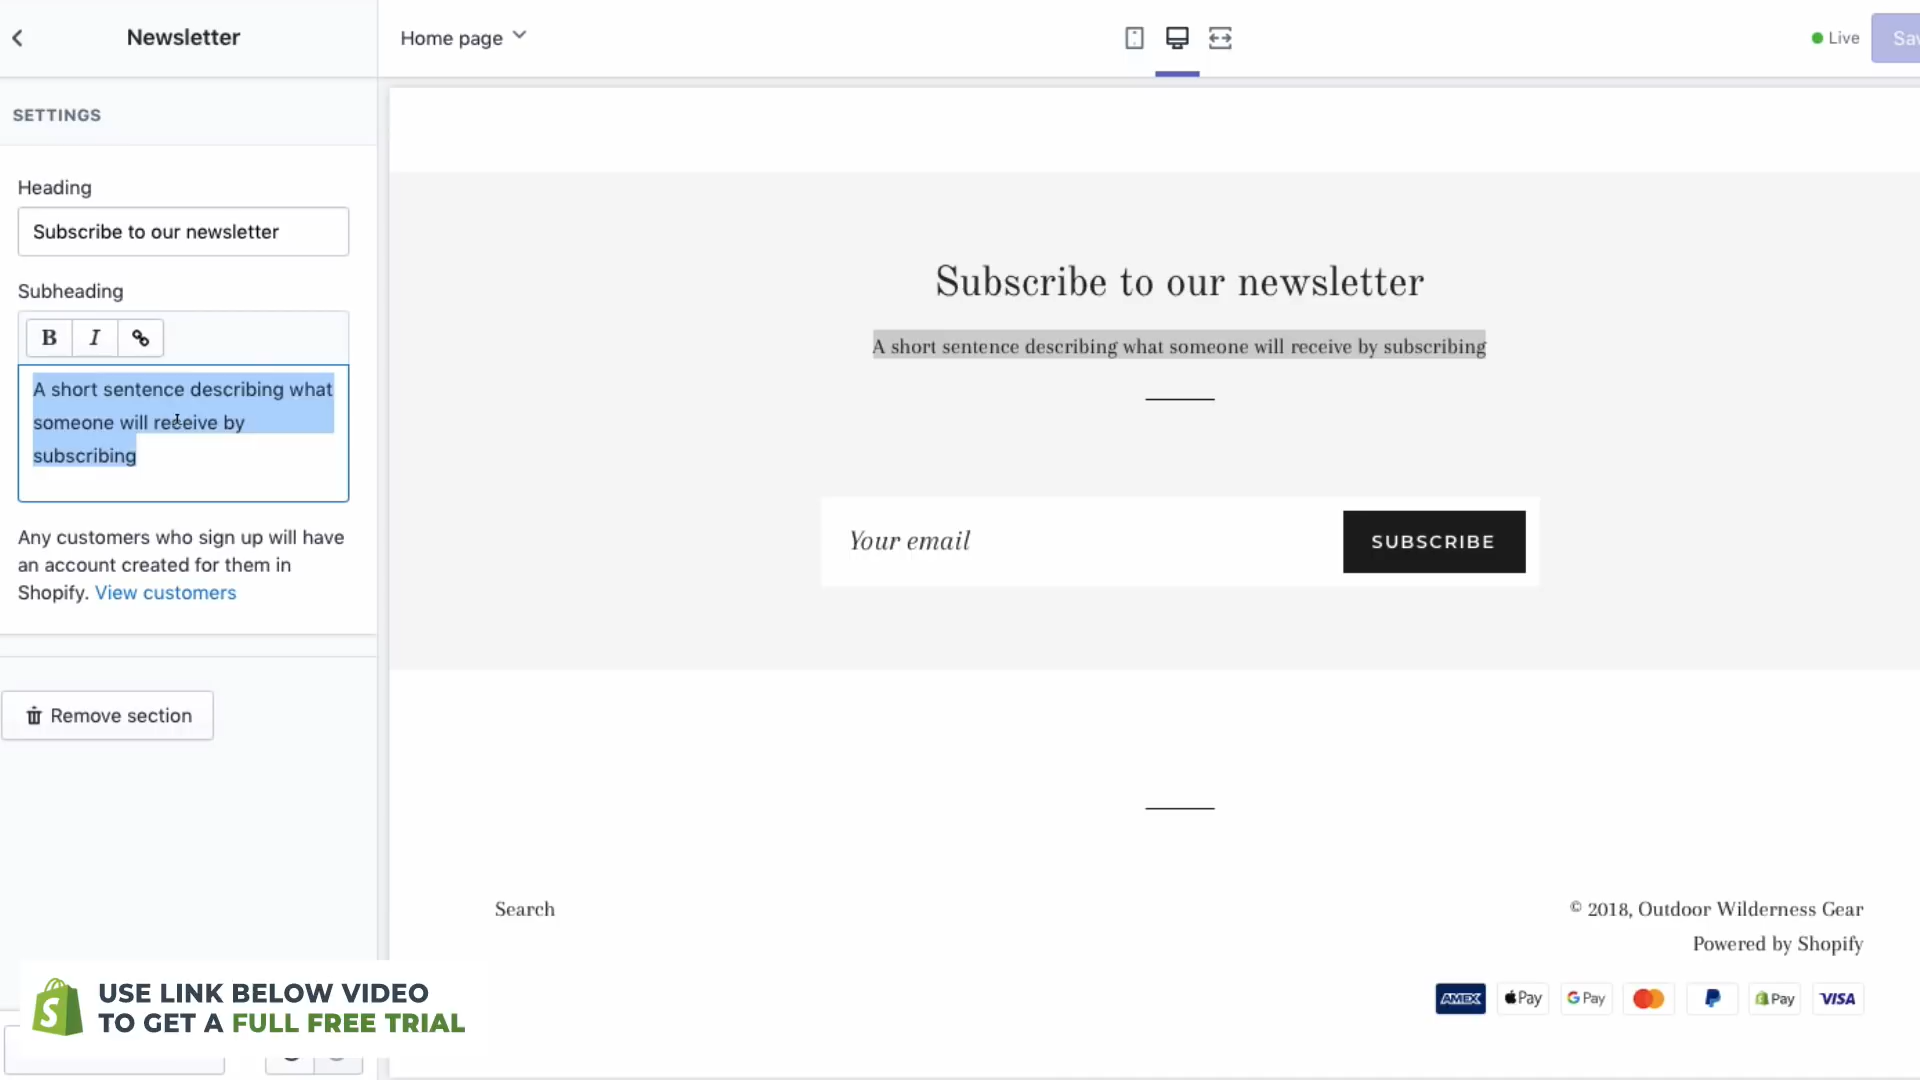 Newsletter
Home page
Live
Sav
SETTINGS
Heading
Subscribe to our newsletter
Subheading
B I
A short sentence describing what
someone will receive by
subscribing
Any customers who sign up will have
an account created for them in
Shopify. View customers
Remove section
Subscribe to our newsletter
A short sentence describing what someone will receive by subscribing
Your email
SUBSCRIBE
Search
© 2018, Outdoor Wilderness Gear
Powered by Shopify
AMEX Pay G Pay Pay VISA
USE LINK BELOW VIDEO
TO GET A FULL FREE TRIAL